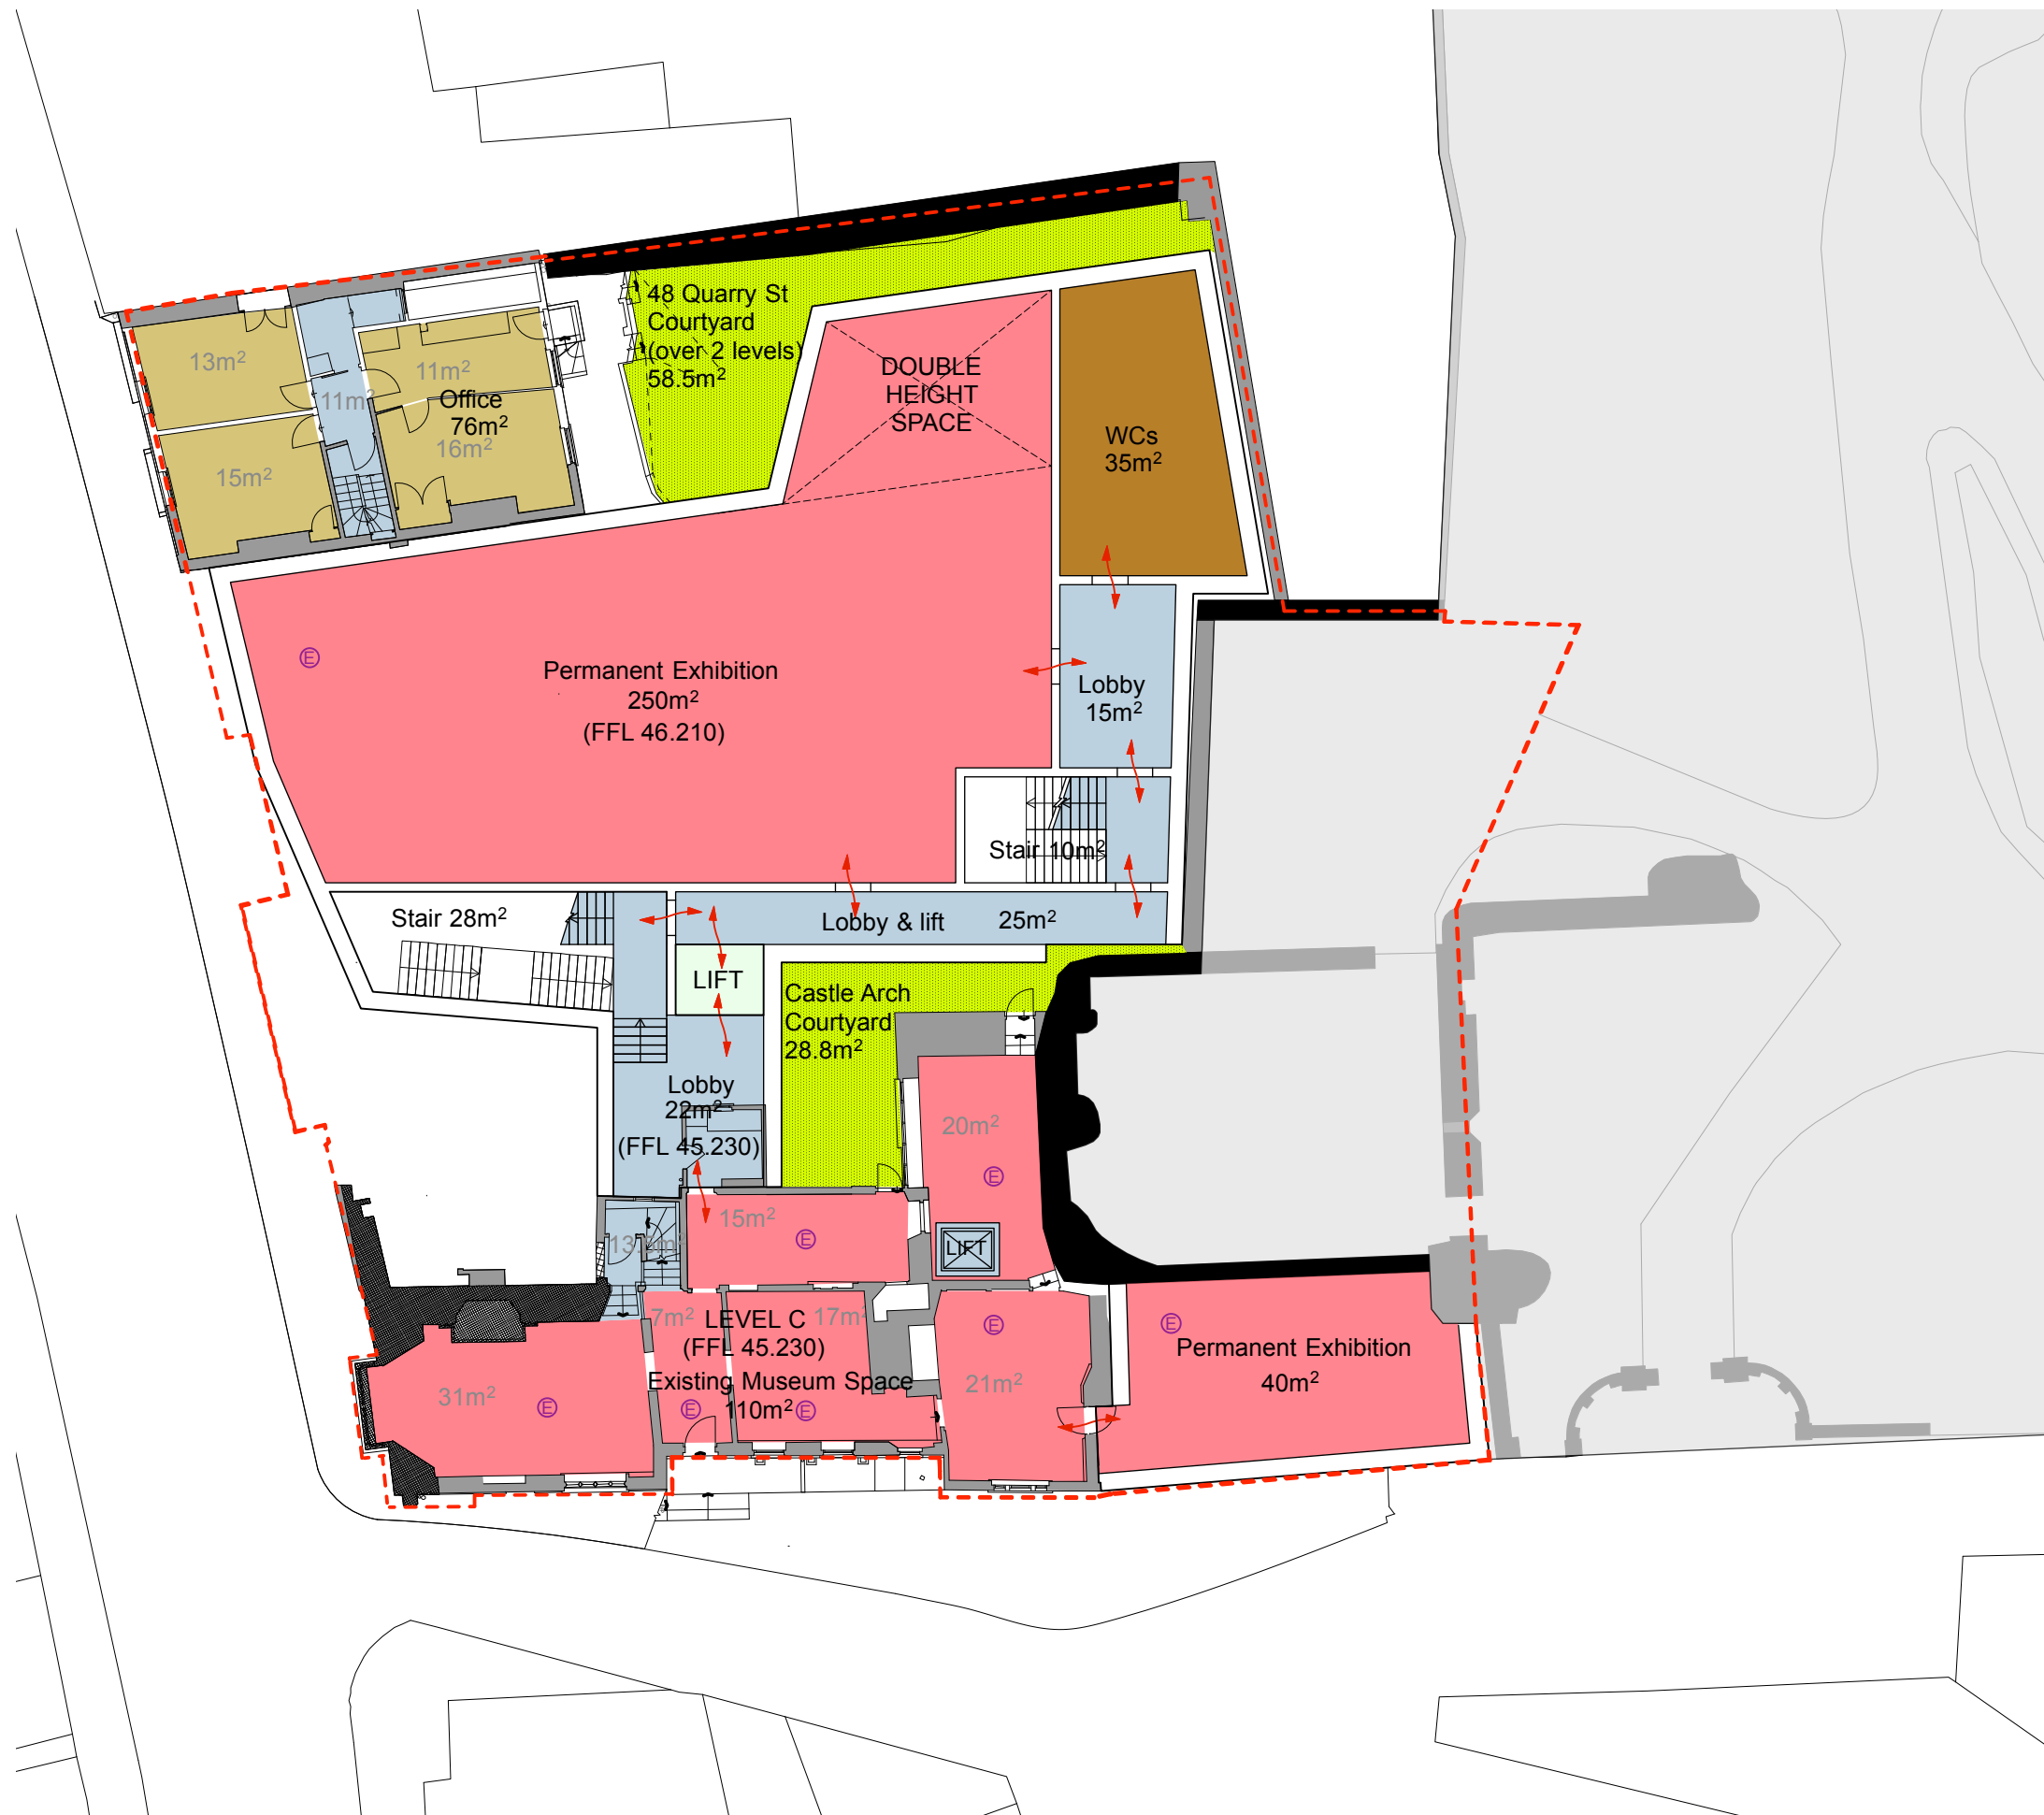 48 Quarry St
Courtyard
(over 2 levels)
58.5m²
13m²
11m²
11m²
Office
76m²
16m²
15m²
DOUBLE
HEIGHT
SPACE
WCs
35m²
E
Permanent Exhibition
250m²
(FFL 46.210)
Lobby
15m²
Stair 10m²
Stair 28m²
Lobby & lift 25m²
LIFT
Castle Arch
Courtyard
28.8m²
Lobby
22m²
(FFL 45.230)
20m²
E
15m²
E
13.5m²
LIFT
7m²
LEVEL C
(FFL 45.230)
17m²
Existing Museum Space
110m²
E
E
31m²
E
21m²
E
E
Permanent Exhibition
40m²